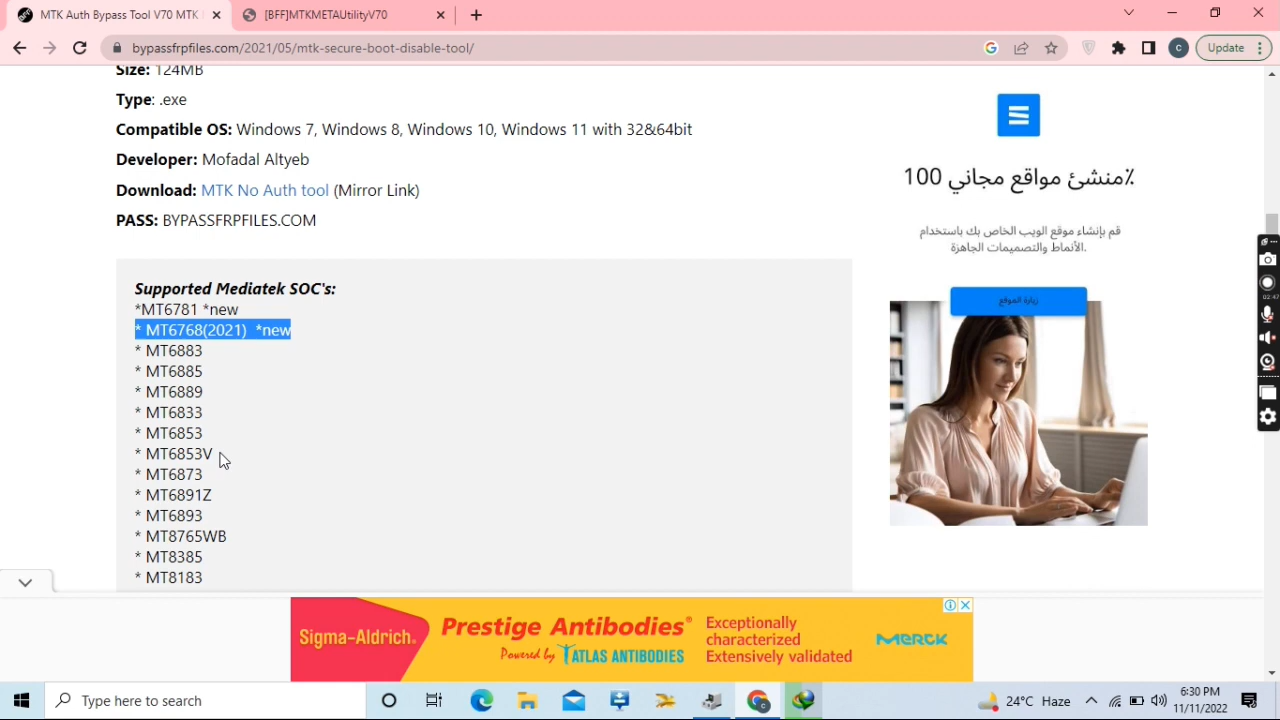 MTK Auth Bypass Tool V70 MTK
[BFF]MTKMETAUtilityV70
bypassfrpfiles.com/2021/05/mtk-secure-boot-disable-tool/
C
Update
Size: 124MB
Type: .exe
Compatible OS: Windows 7, Windows 8, Windows 10, Windows 11 with 32&64bit
Developer: Mofadal Altyeb
Download: MTK No Auth tool (Mirror Link)
PASS: BYPASSFRPFILES.COM
Supported Mediatek SOC's:
*MT6781 *new
* MT6768(2021) *new
* MT6883
* MT6885
* MT6889
* MT6833
* MT6853
* MT6853V
* MT6873
* MT6891Z
* MT6893
* MT8765WB
* MT8385
* MT8183
منشئ مواقع مجاني 100٪
قم بإنشاء موقع الويب الخاص بك باستخدام
الأنماط والتصميمات الجاهزة.
زيارة الموقع
02:47
Sigma-Aldrich.
Prestige Antibodies®
Powered by ATLAS ANTIBODIES
Exceptionally
characterized
Extensively validated
MERCK
Type here to search
24°C Haze
6:30 PM
11/11/2022